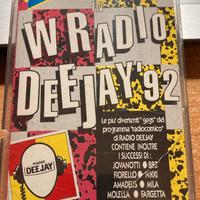 W RADIO
DEEJAY '92
Le più divertenti "gags" del
programma "radiocomico"
di RADIO DEEJAY
CONTIENE INOLTRE
I SUCCESSI DI:
JOVANOTTI ● 883
FIORELLO ● NIKKI
AMADEUS ● MILA
MOLELLA ● FARGETTA
RADIO
DEEJAY